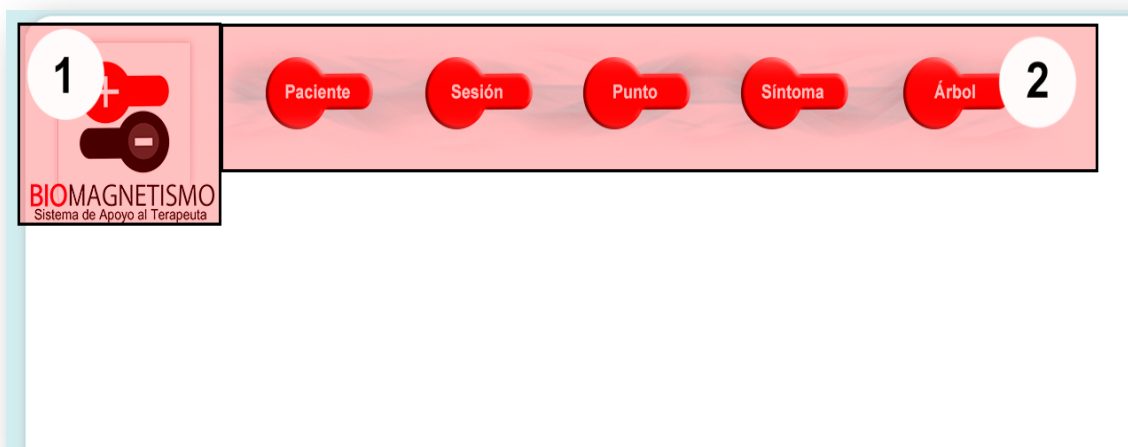 1
+
-
BIOMAGNETISMO
Sistema de Apoyo al Terapeuta
Paciente Sesión Punto Síntoma Árbol
2